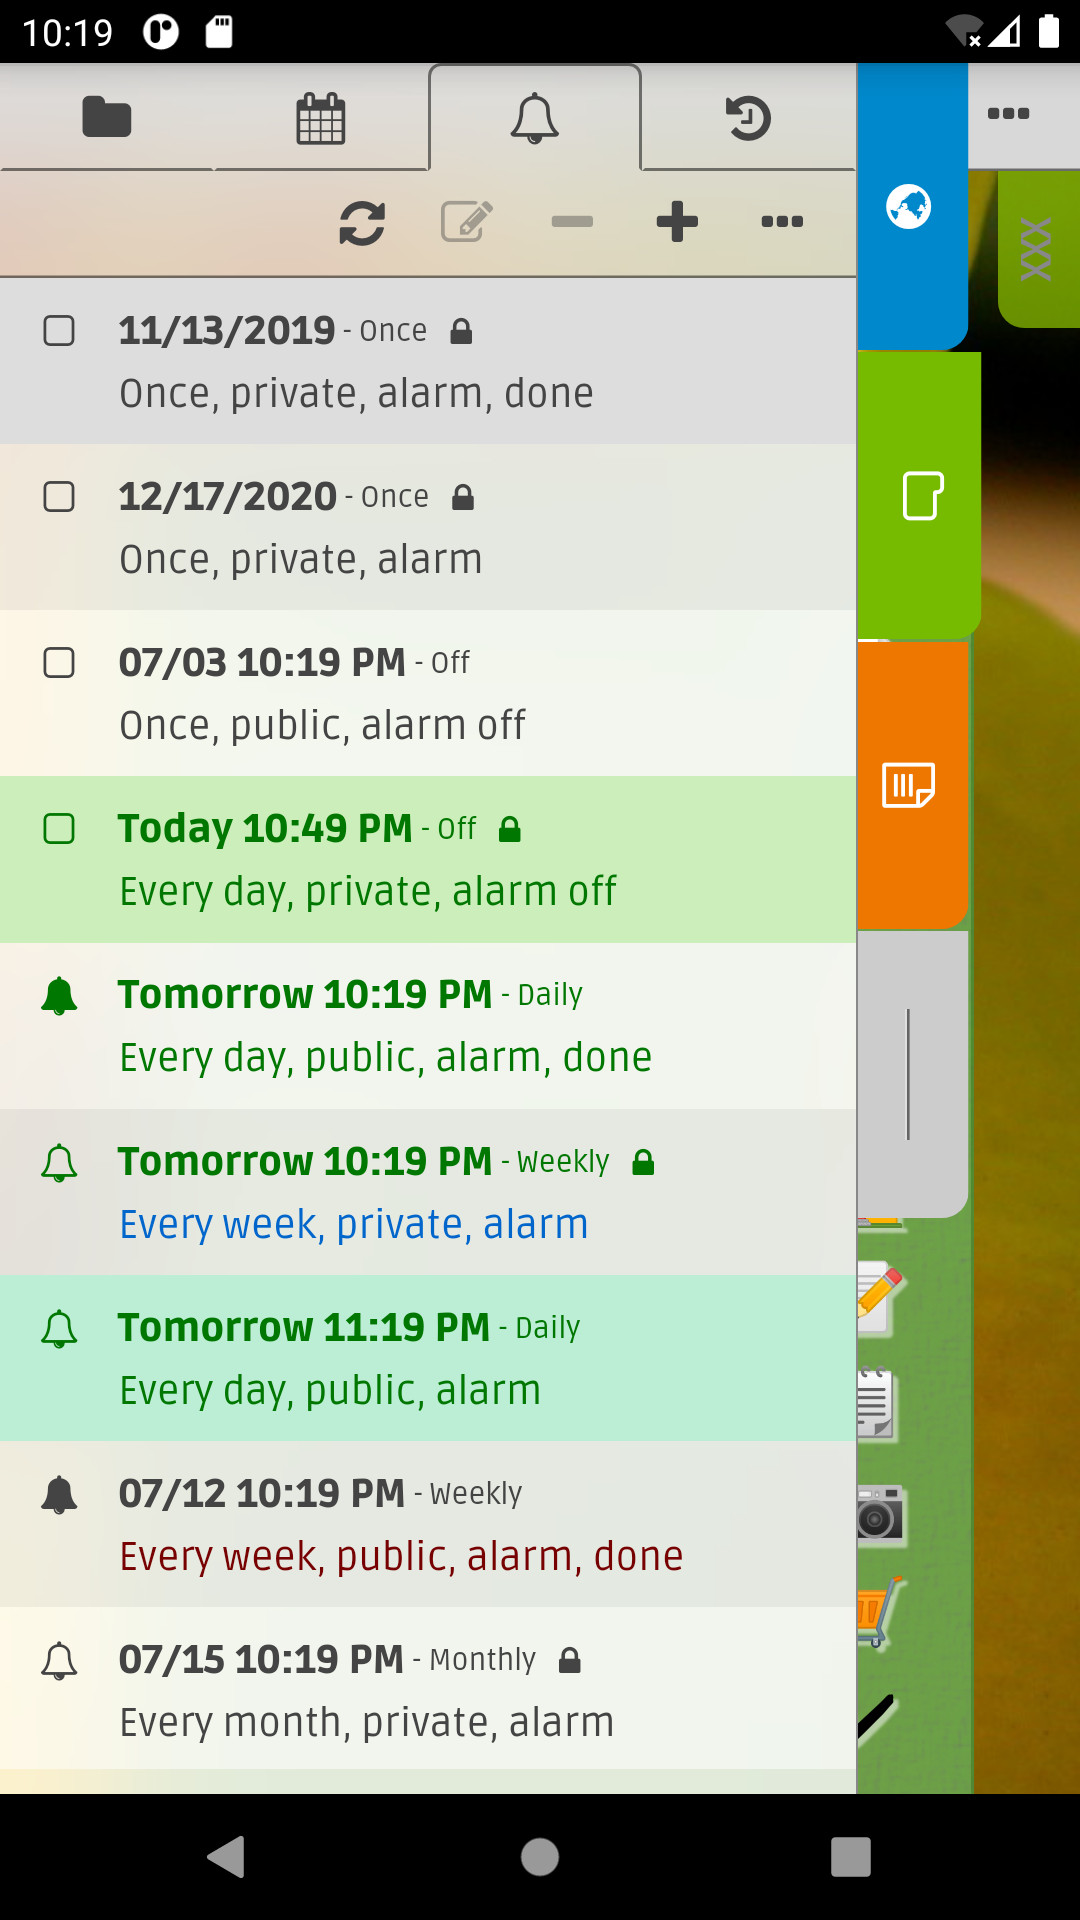 10:19
11/13/2019 - Once
Once, private, alarm, done
12/17/2020 - Once
Once, private, alarm
07/03 10:19 PM - Off
Once, public, alarm off
Today 10:49 PM - Off
Every day, private, alarm off
Tomorrow 10:19 PM - Daily
Every day, public, alarm, done
Tomorrow 10:19 PM - Weekly
Every week, private, alarm
Tomorrow 11:19 PM - Daily
Every day, public, alarm
07/12 10:19 PM - Weekly
Every week, public, alarm, done
07/15 10:19 PM - Monthly
Every month, private, alarm